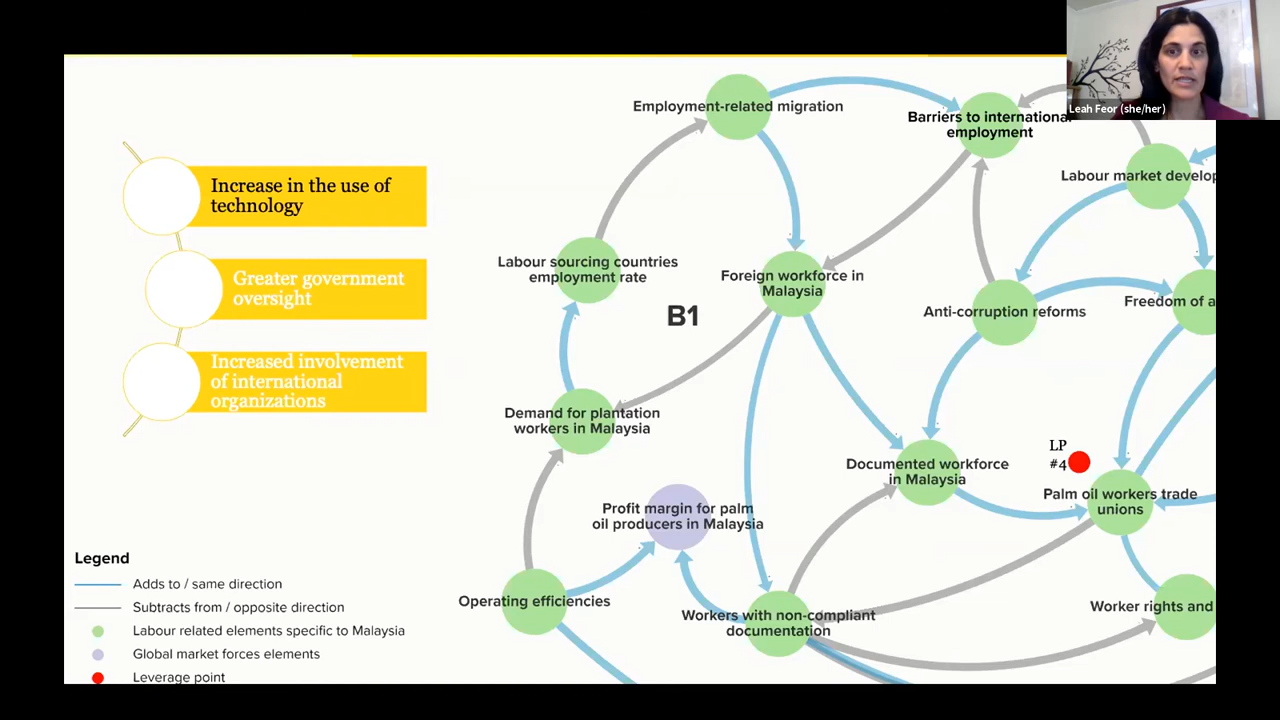 Leah Feor (she/her)
Increase in the use of
technology
Greater government
oversight
Increased involvement
of international
organizations
Employment-related migration
Barriers to international
employment
Labour market develop
Labour sourcing countries
employment rate
Foreign workforce in
Malaysia
B1
Anti-corruption reforms
Freedom of a
Demand for plantation
workers in Malaysia
Documented workforce
in Malaysia
LP
#4
Palm oil workers trade
unions
Profit margin for palm
oil producers in Malaysia
Operating efficiencies
Workers with non-compliant
documentation
Worker rights and
Legend
Adds to / same direction
Subtracts from / opposite direction
Labour related elements specific to Malaysia
Global market forces elements
Leverage point